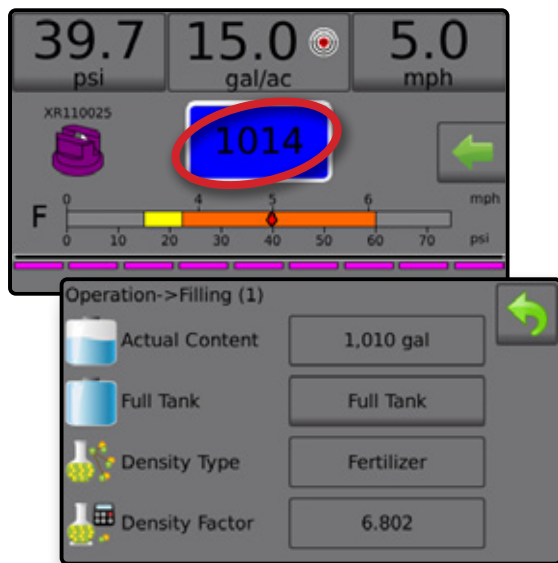 39.7 15.0 5.0
psi gal/ac mph
XR110025
1014
0 4 5 6 mph
F
0 10 20 30 40 50 60 70 psi
Operation->Filling (1)
Actual Content 1,010 gal
Full Tank Full Tank
Density Type Fertilizer
Density Factor 6.802